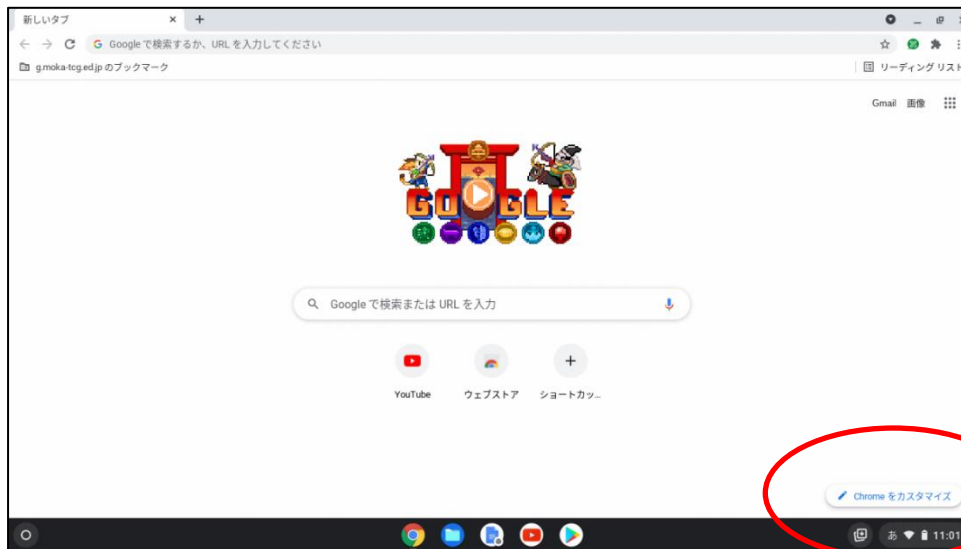 新しいタブ
Google で検索するか、URL を入力してください
g.moka-tcg.ed.jp のブックマーク
リーディング リスト
Gmail 画像
GOOGLE
Google で検索または URL を入力
YouTube ウェブストア ショートカッ...
Chrome をカスタマイズ
あ 11:01